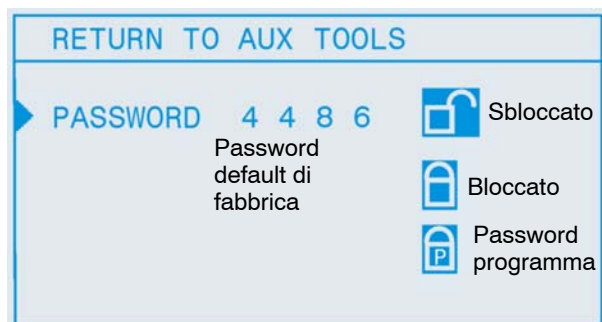 RETURN TO AUX TOOLS
PASSWORD 4 4 8 6
Password
default di
fabbrica
Sbloccato
Bloccato
P
Password
programma